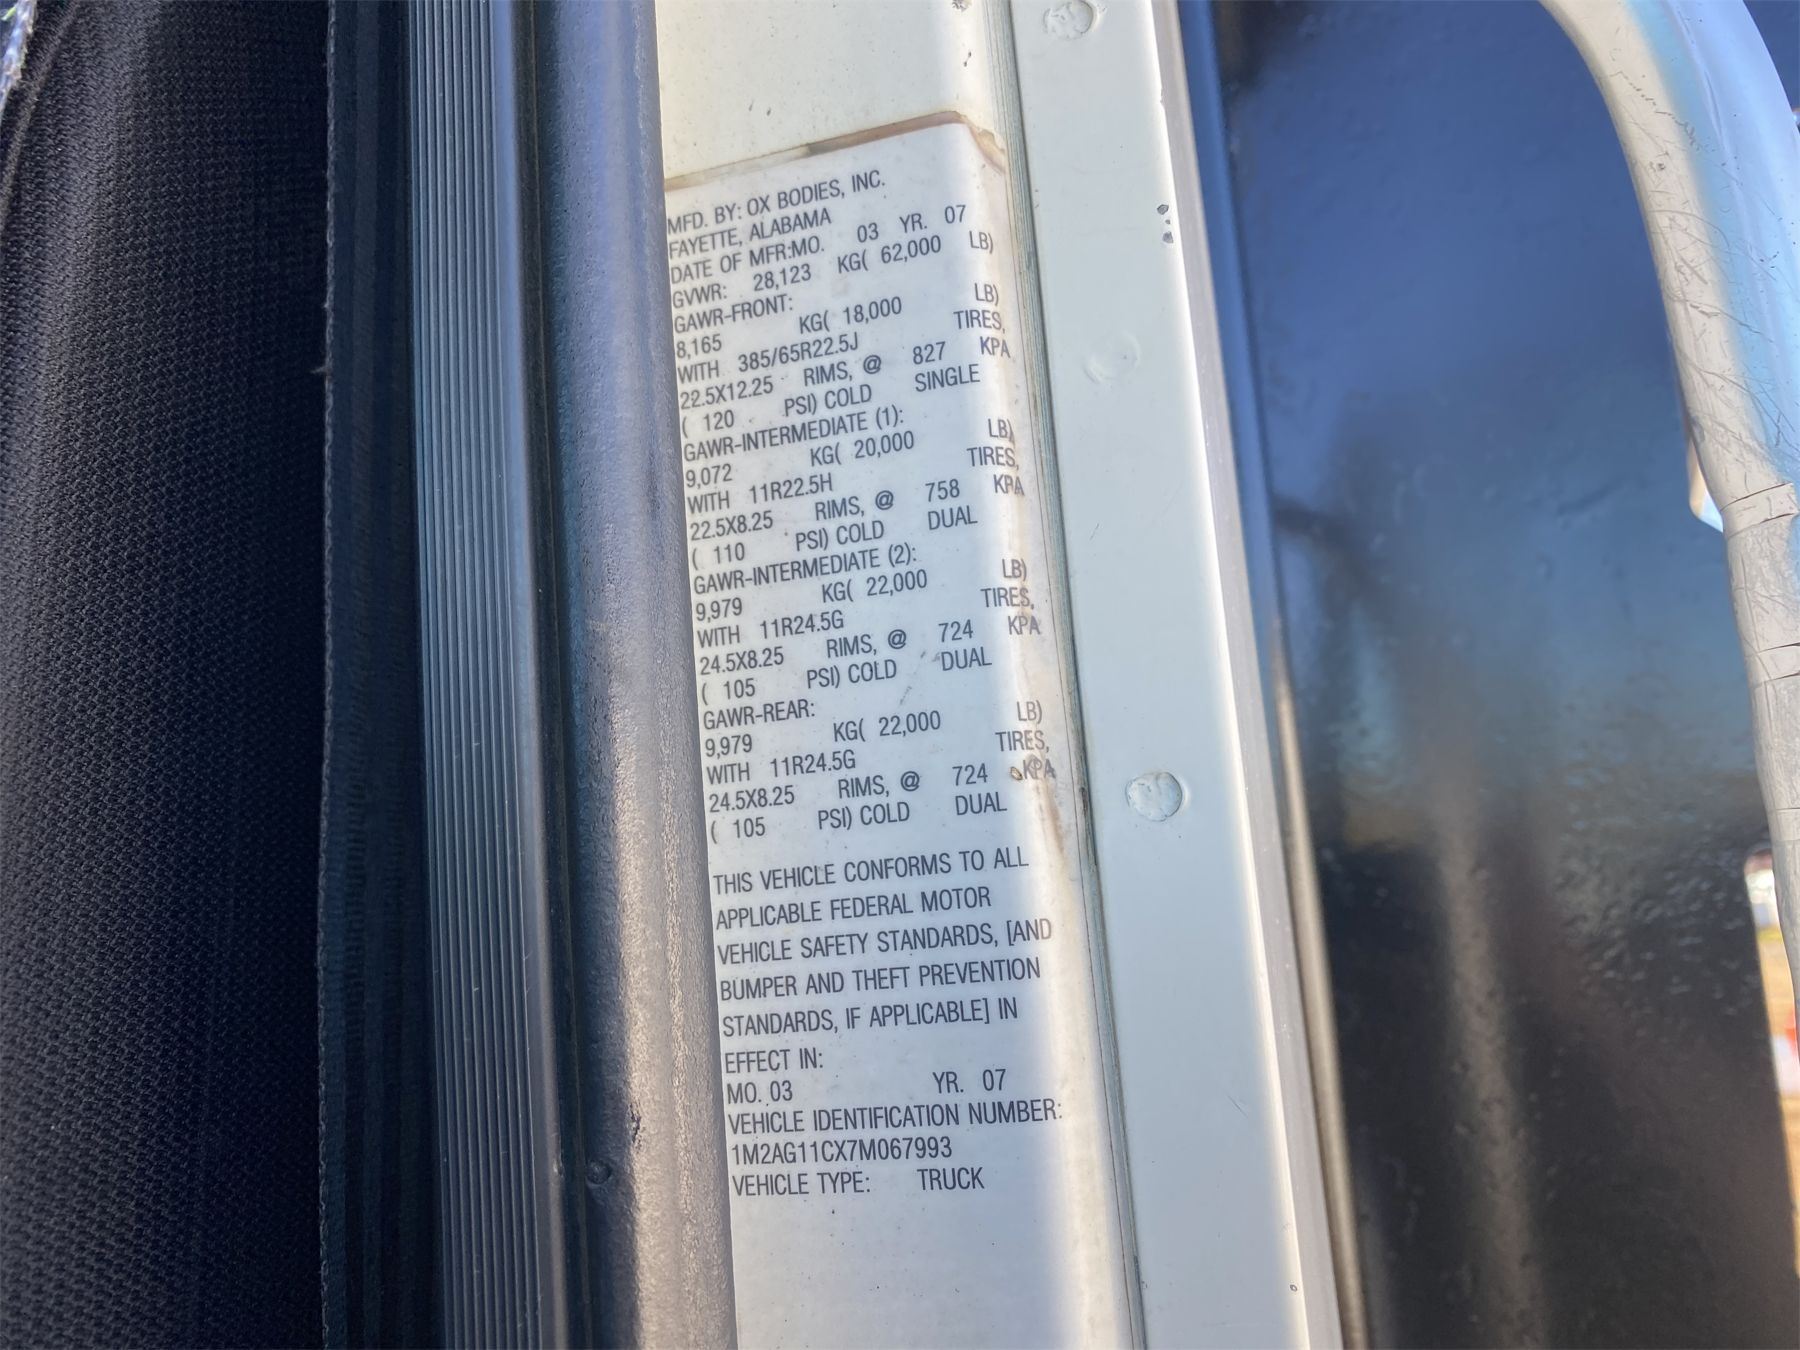 MFD. BY: OX BODIES, INC.
FAYETTE, ALABAMA
DATE OF MFR:MO. 03 YR. 07
GVWR: 28,123 KG( 62,000 LB)
GAWR-FRONT:
8,165 KG( 18,000 LB)
WITH 385/65R22.5J TIRES,
22.5X12.25 RIMS, @ 827 KPA
( 120 PSI) COLD SINGLE
GAWR-INTERMEDIATE (1):
9,072 KG( 20,000 LB)
WITH 11R22.5H TIRES,
22.5X8.25 RIMS, @ 758 KPA
( 110 PSI) COLD DUAL
GAWR-INTERMEDIATE (2):
9,979 KG( 22,000 LB)
WITH 11R24.5G TIRES,
24.5X8.25 RIMS, @ 724 KPA
( 105 PSI) COLD DUAL
GAWR-REAR:
9,979 KG( 22,000 LB)
WITH 11R24.5G TIRES,
24.5X8.25 RIMS, @ 724 KPA
( 105 PSI) COLD DUAL
THIS VEHICLE CONFORMS TO ALL
APPLICABLE FEDERAL MOTOR
VEHICLE SAFETY STANDARDS, [AND
BUMPER AND THEFT PREVENTION
STANDARDS, IF APPLICABLE] IN
EFFECT IN:
MO. 03 YR. 07
VEHICLE IDENTIFICATION NUMBER:
1M2AG11CX7M067993
VEHICLE TYPE: TRUCK